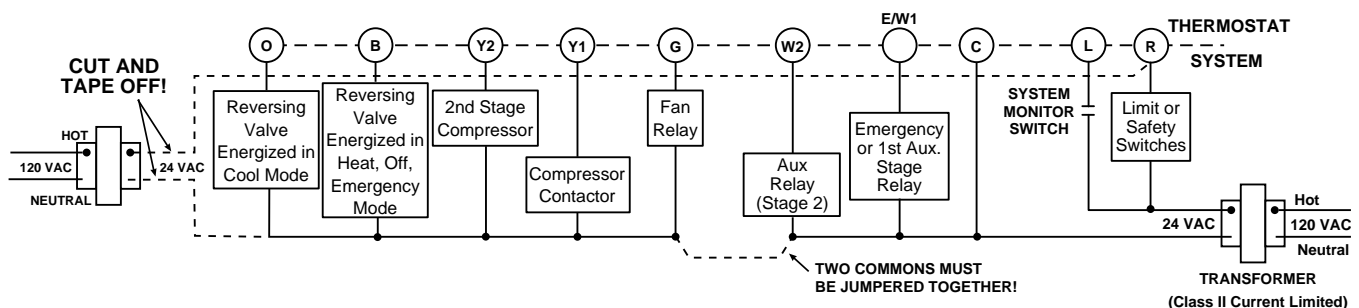 E/W1
O
B
Y2
Y1
G
W2
C
L
R
THERMOSTAT
SYSTEM
CUT AND
TAPE OFF!
HOT
120 VAC
NEUTRAL
24 VAC
Reversing
Valve
Energized in
Cool Mode
Reversing
Valve
Energized in
Heat, Off,
Emergency
Mode
2nd Stage
Compressor
Compressor
Contactor
Fan
Relay
Aux
Relay
(Stage 2)
Emergency
or 1st Aux.
Stage
Relay
SYSTEM
MONITOR
SWITCH
Limit or
Safety
Switches
24 VAC
Hot
120 VAC
Neutral
TWO COMMONS MUST
BE JUMPERED TOGETHER!
TRANSFORMER
(Class II Current Limited)